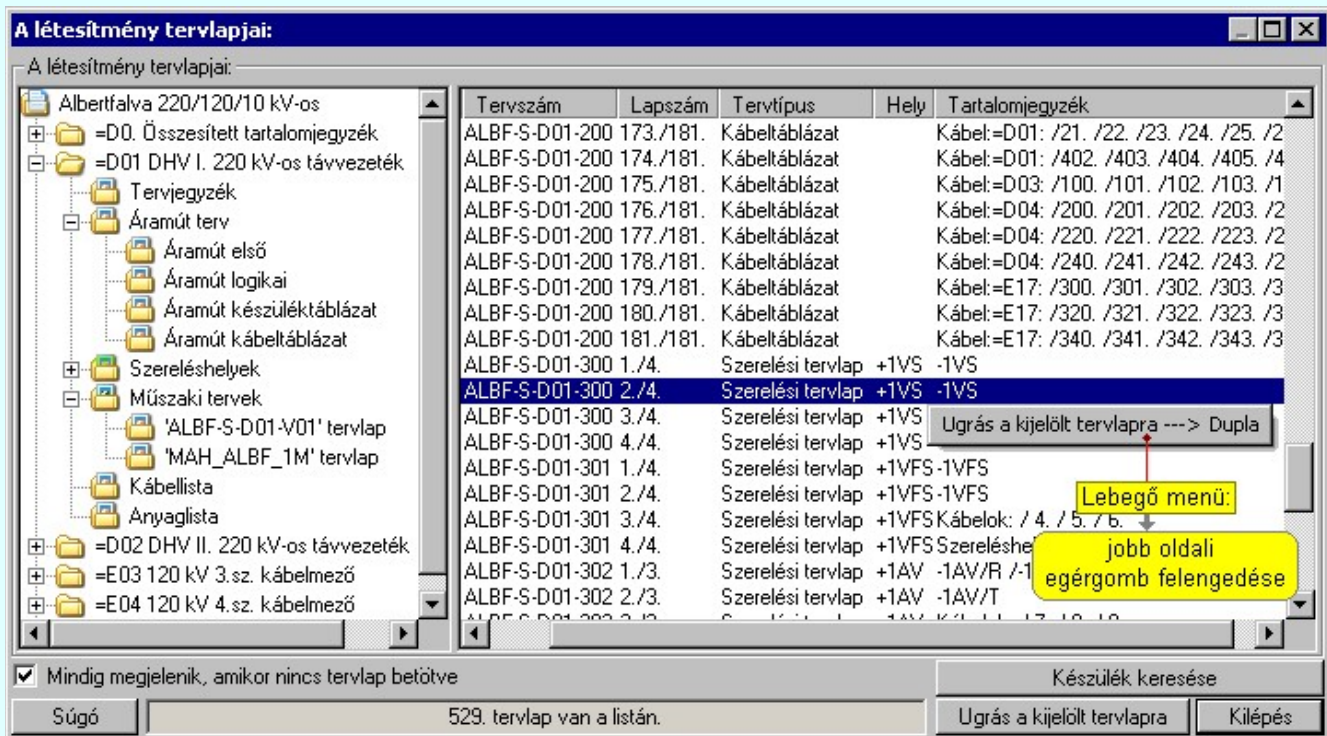 A létesítmény tervlapjai:
A létesítmény tervlapjai:
Albertfalva 220/120/10 kV-os
=D0. Összesített tartalomjegyzék
=D01 DHV I. 220 kV-os távvezeték
Tervjegyzék
Áramút terv
Áramút első
Áramút logikai
Áramút készüléktáblázat
Áramút kábeltáblázat
Szereléshelyek
Műszaki tervek
'ALBF-S-D01-V01' tervlap
'MAH_ALBF_1M' tervlap
Kábellista
Anyaglista
=D02 DHV II. 220 kV-os távvezeték
=E03 120 kV 3.sz. kábelmező
=E04 120 kV 4.sz. kábelmező
Tervszám Lapszám Tervtípus Hely Tartalomjegyzék
ALBF-S-D01-200 173./181. Kábeltáblázat Kábel:=D01: /21. /22. /23. /24. /25. /2
ALBF-S-D01-200 174./181. Kábeltáblázat Kábel:=D01: /402. /403. /404. /405. /4
ALBF-S-D01-200 175./181. Kábeltáblázat Kábel:=D03: /100. /101. /102. /103. /1
ALBF-S-D01-200 176./181. Kábeltáblázat Kábel:=D04: /200. /201. /202. /203. /2
ALBF-S-D01-200 177./181. Kábeltáblázat Kábel:=D04: /220. /221. /222. /223. /2
ALBF-S-D01-200 178./181. Kábeltáblázat Kábel:=D04: /240. /241. /242. /243. /2
ALBF-S-D01-200 179./181. Kábeltáblázat Kábel:=E17: /300. /301. /302. /303. /3
ALBF-S-D01-200 180./181. Kábeltáblázat Kábel:=E17: /320. /321. /322. /323. /3
ALBF-S-D01-200 181./181. Kábeltáblázat Kábel:=E17: /340. /341. /342. /343. /3
ALBF-S-D01-300 1./4. Szerelési tervlap +1VS -1VS
ALBF-S-D01-300 2./4. Szerelési tervlap +1VS -1VS
ALBF-S-D01-300 3./4. Szerelési tervlap +1VS
ALBF-S-D01-300 4./4. Szerelési tervlap +1VS
ALBF-S-D01-301 1./4. Szerelési tervlap +1VFS -1VFS
ALBF-S-D01-301 2./4. Szerelési tervlap +1VFS -1VFS
ALBF-S-D01-301 3./4. Szerelési tervlap +1VFS Kábelok: / 4. / 5. / 6.
ALBF-S-D01-301 4./4. Szerelési tervlap +1VFS Szereléshe
ALBF-S-D01-302 1./3. Szerelési tervlap +1AV -1AV/R /-1
ALBF-S-D01-302 2./3. Szerelési tervlap +1AV -1AV/T
Ugrás a kijelölt tervlapra ---> Dupla
Lebegő menü:
jobb oldali
egérgomb felengedése
Mindig megjelenik, amikor nincs tervlap betötve
Készülék keresése
Súgó
529. tervlap van a listán.
Ugrás a kijelölt tervlapra
Kilépés